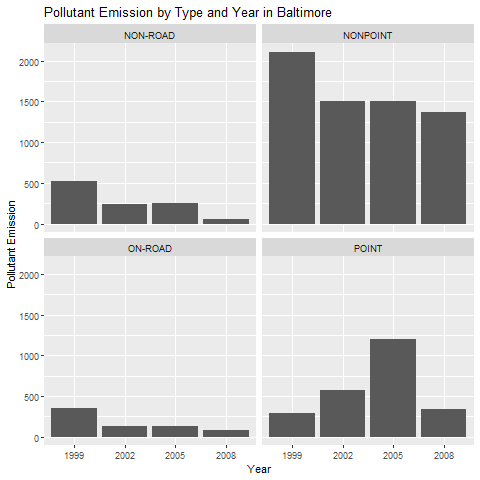 Pollutant Emission by Type and Year in Baltimore
NON-ROAD
NONPOINT
2000
1500
1000
500
0
ON-ROAD
POINT
2000
1500
1000
500
0
Pollutant Emission
1999 2002 2005 2008 1999 2002 2005 2008
Year